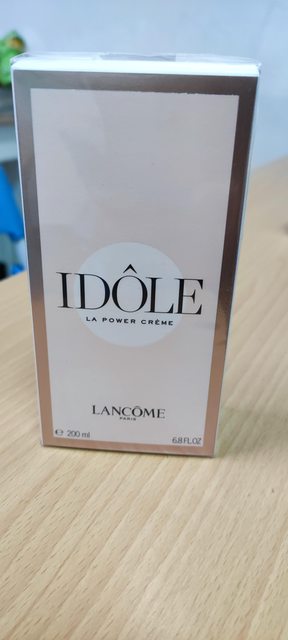 IDÔLE
LA POWER CRÈME
LANCÔME
PARIS
℮ 200 ml 6.8 FL.OZ